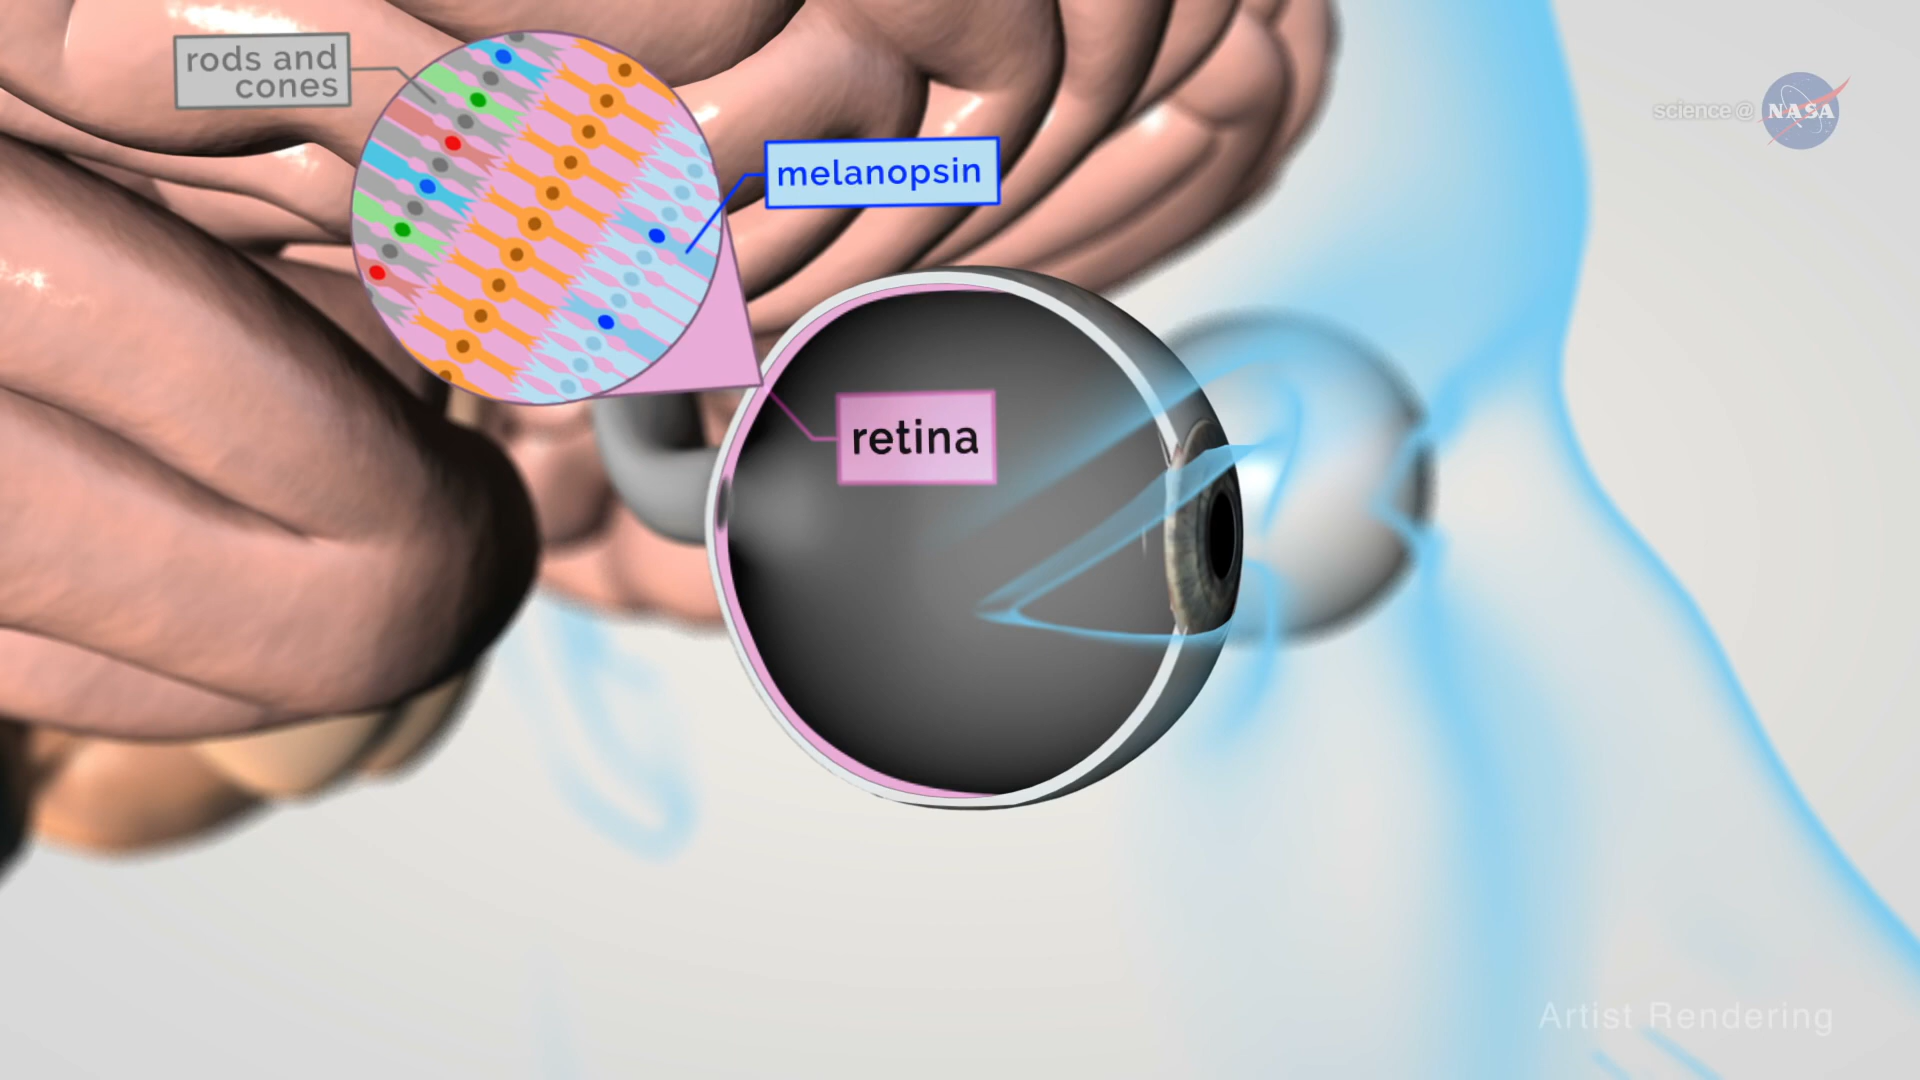 rods and
cones
melanopsin
retina
science @
NASA
Artist Rendering